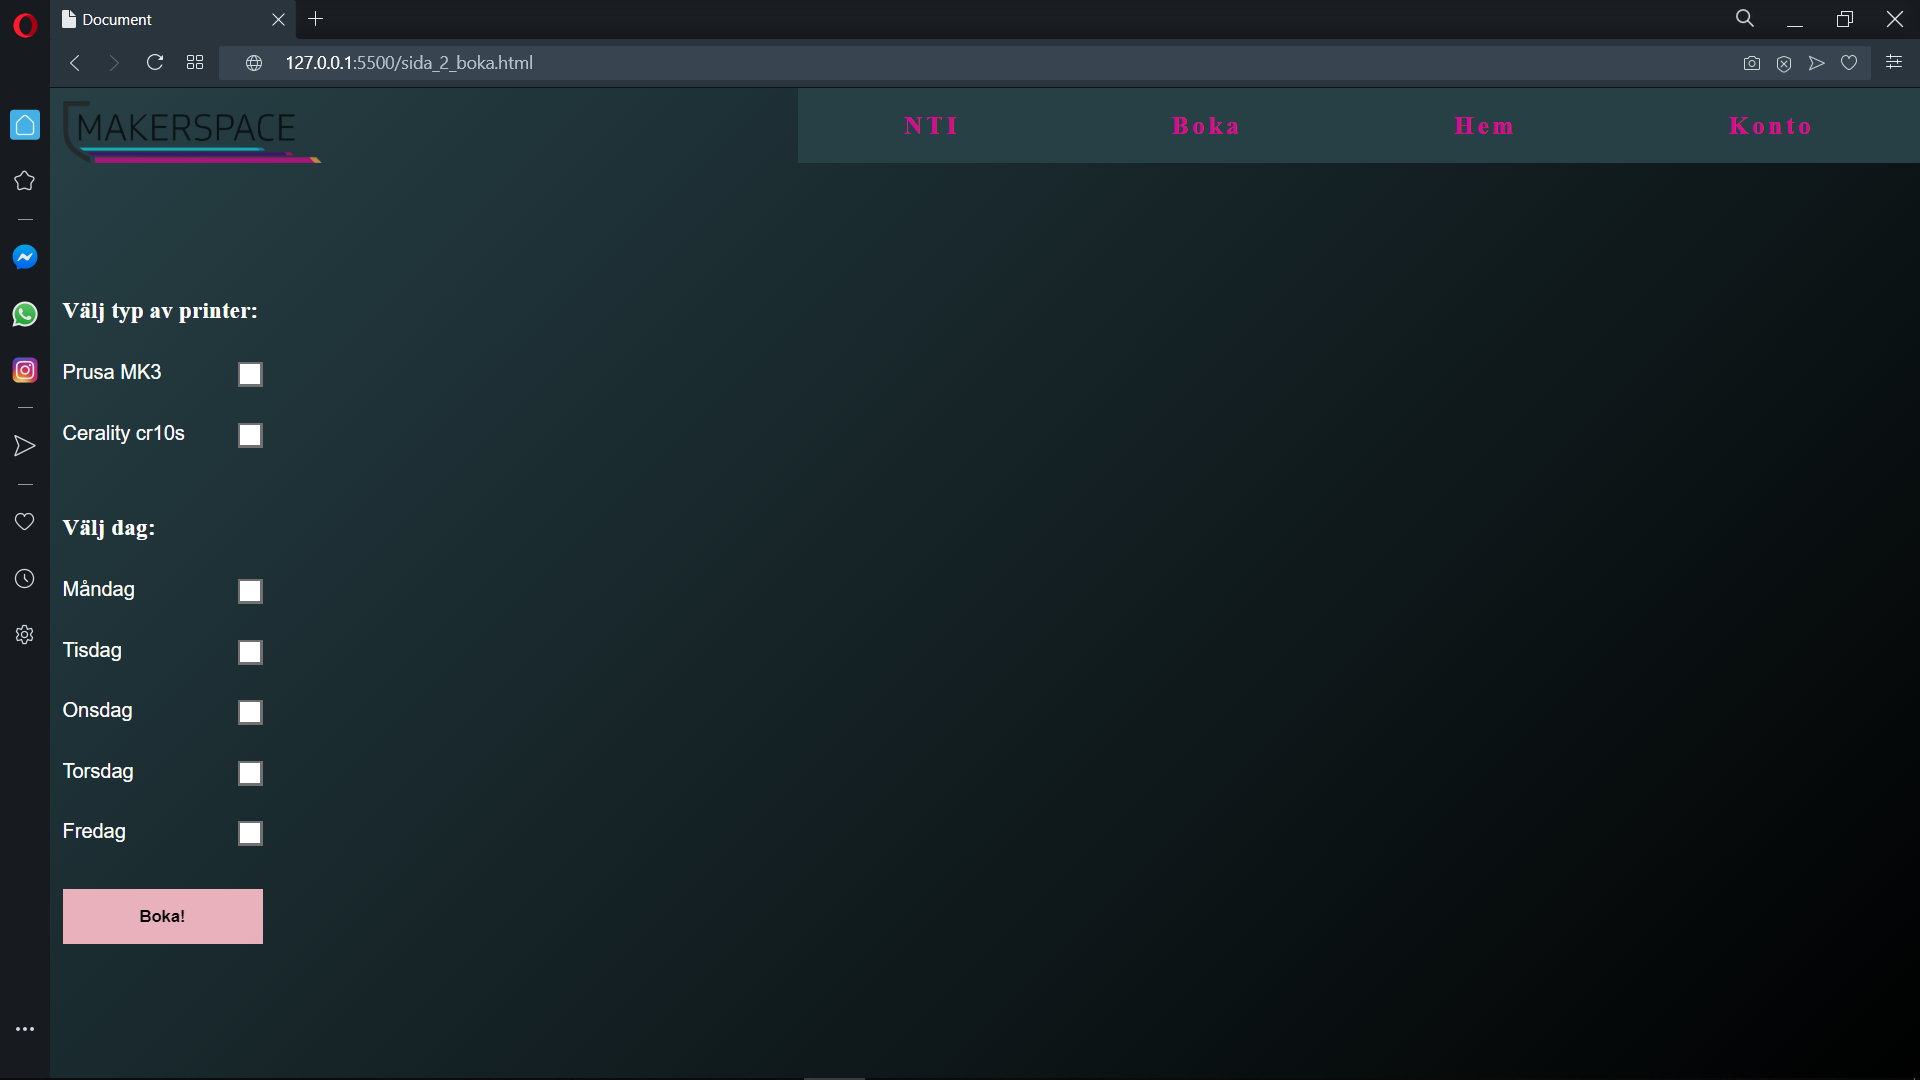 Document
127.0.0.1:5500/sida_2_boka.html
MAKERSPACE
NTI
Boka
Hem
Konto
Välj typ av printer:
Prusa MK3
Cerality cr10s
Välj dag:
Måndag
Tisdag
Onsdag
Torsdag
Fredag
Boka!